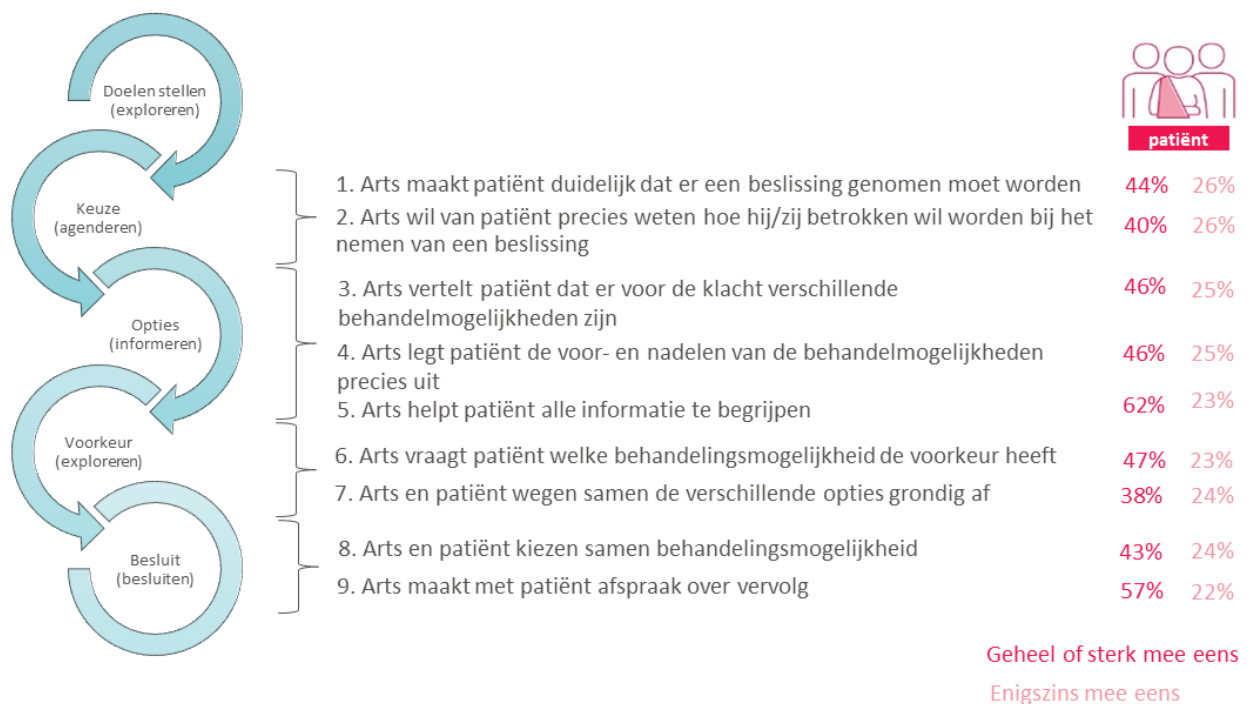 Doelen stellen
(exploreren)
patiënt
Keuze
(agenderen)
1. Arts maakt patiënt duidelijk dat er een beslissing genomen moet worden 44% 26%
2. Arts wil van patiënt precies weten hoe hij/zij betrokken wil worden bij het
nemen van een beslissing 40% 26%
Opties
(informeren)
3. Arts vertelt patiënt dat er voor de klacht verschillende
behandelmogelijkheden zijn 46% 25%
4. Arts legt patiënt de voor- en nadelen van de behandelmogelijkheden
precies uit 46% 25%
5. Arts helpt patiënt alle informatie te begrijpen 62% 23%
Voorkeur
(exploreren)
6. Arts vraagt patiënt welke behandelingsmogelijkheid de voorkeur heeft 47% 23%
7. Arts en patiënt wegen samen de verschillende opties grondig af 38% 24%
Besluit
(besluiten)
8. Arts en patiënt kiezen samen behandelingsmogelijkheid 43% 24%
9. Arts maakt met patiënt afspraak over vervolg 57% 22%
Geheel of sterk mee eens
Enigszins mee eens